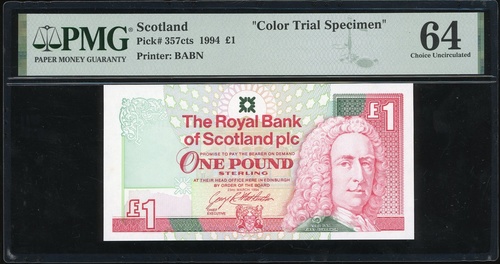 PMG
PAPER MONEY GUARANTY
Scotland
"Color Trial Specimen"
Pick# 357cts 1994 £1
Printer: BABN
64
Choice Uncirculated
The Royal Bank
of Scotland plc
PROMISE TO PAY THE BEARER ON DEMAND
ONE POUND
STERLING
AT THEIR HEAD OFFICE HERE IN EDINBURGH
BY ORDER OF THE BOARD
CHIEF
EXECUTIVE
£1
£1